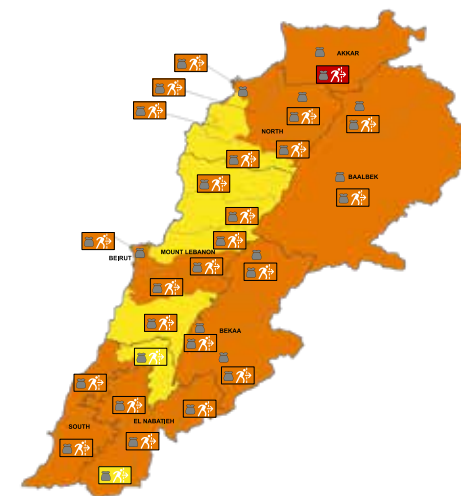 AKKAR
NORTH
BAALBEK
MOUNT LEBANON
BEIRUT
BEKAA
SOUTH
EL NABATIEH